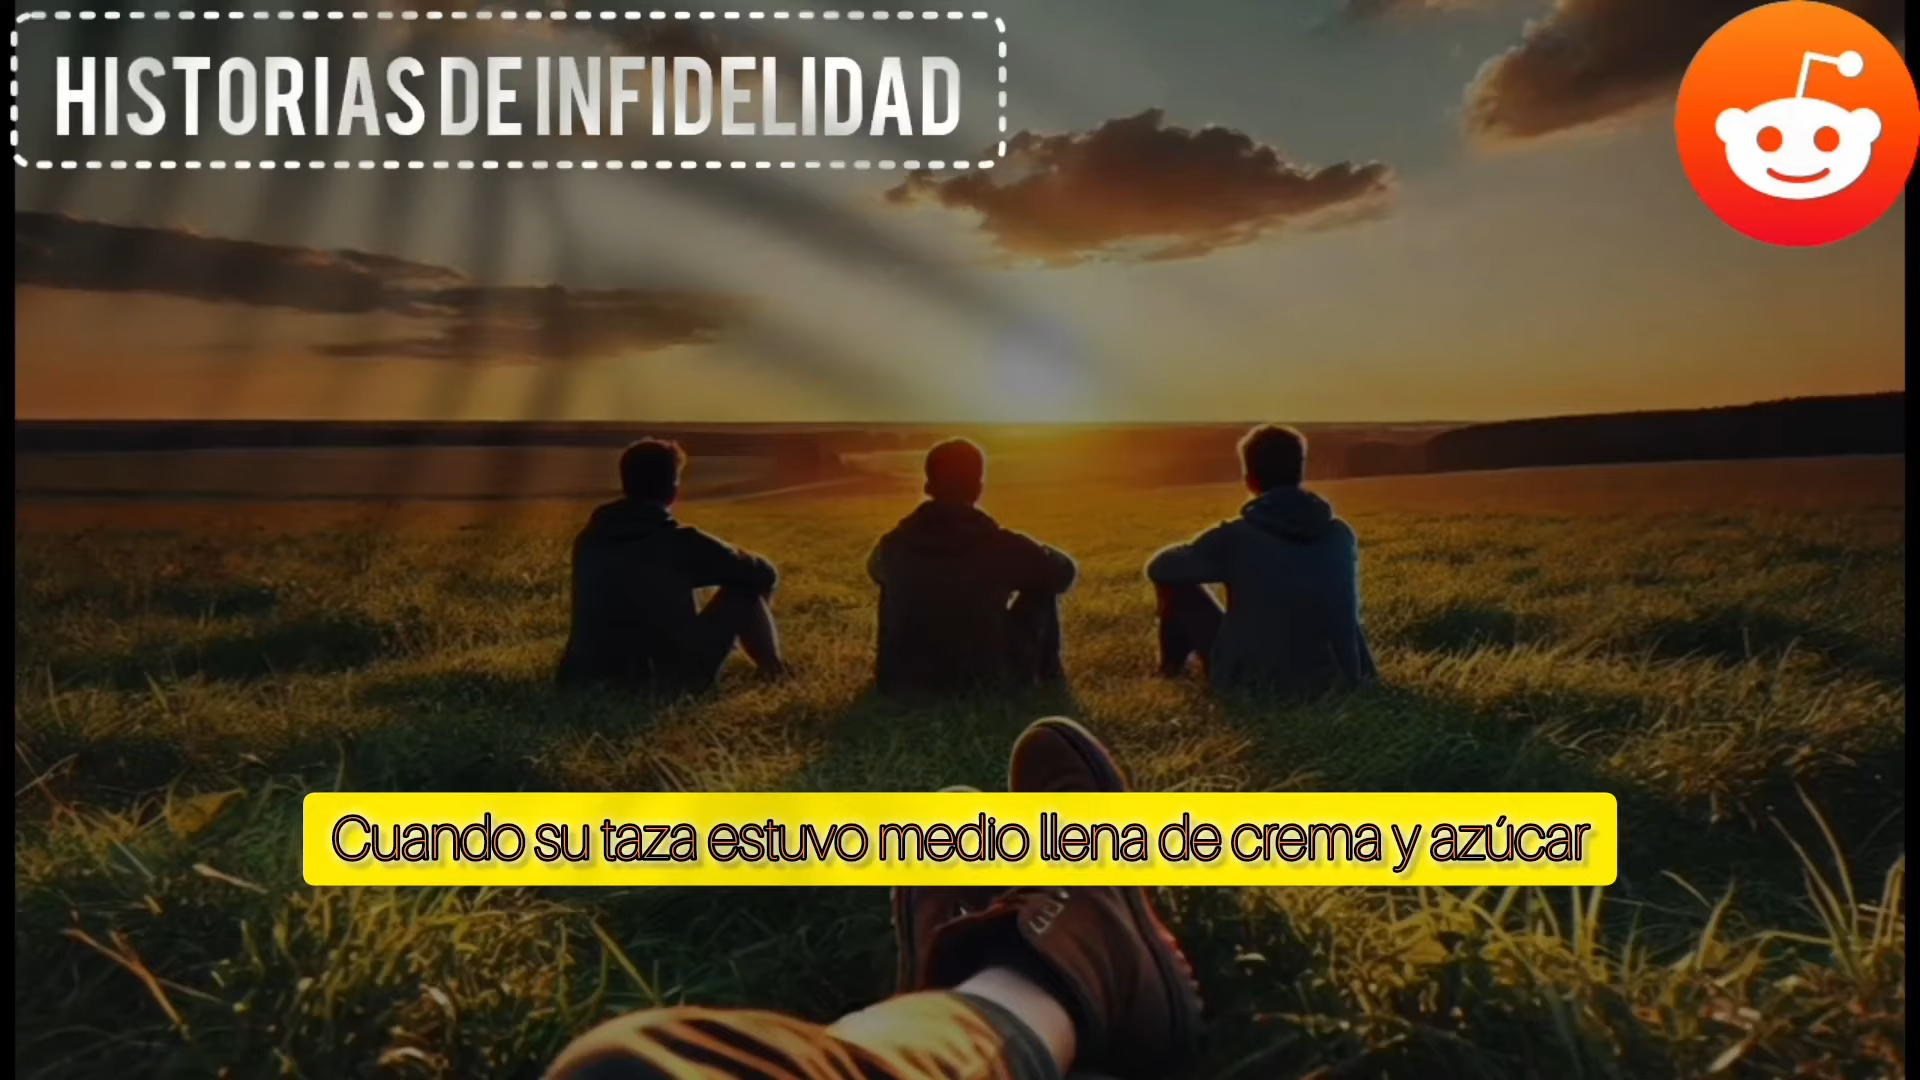 HISTORIAS DE INFIDELIDAD
Cuando su taza estuvo medio llena de crema y azúcar